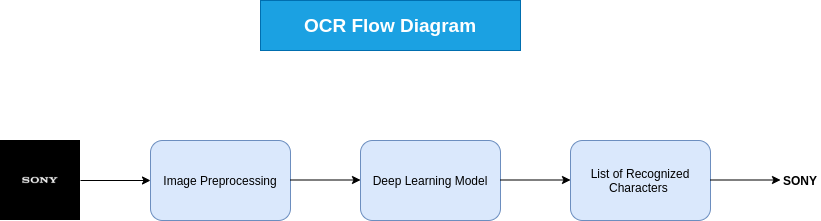 OCR Flow Diagram
SONY
Image Preprocessing
Deep Learning Model
List of Recognized
Characters
SONY